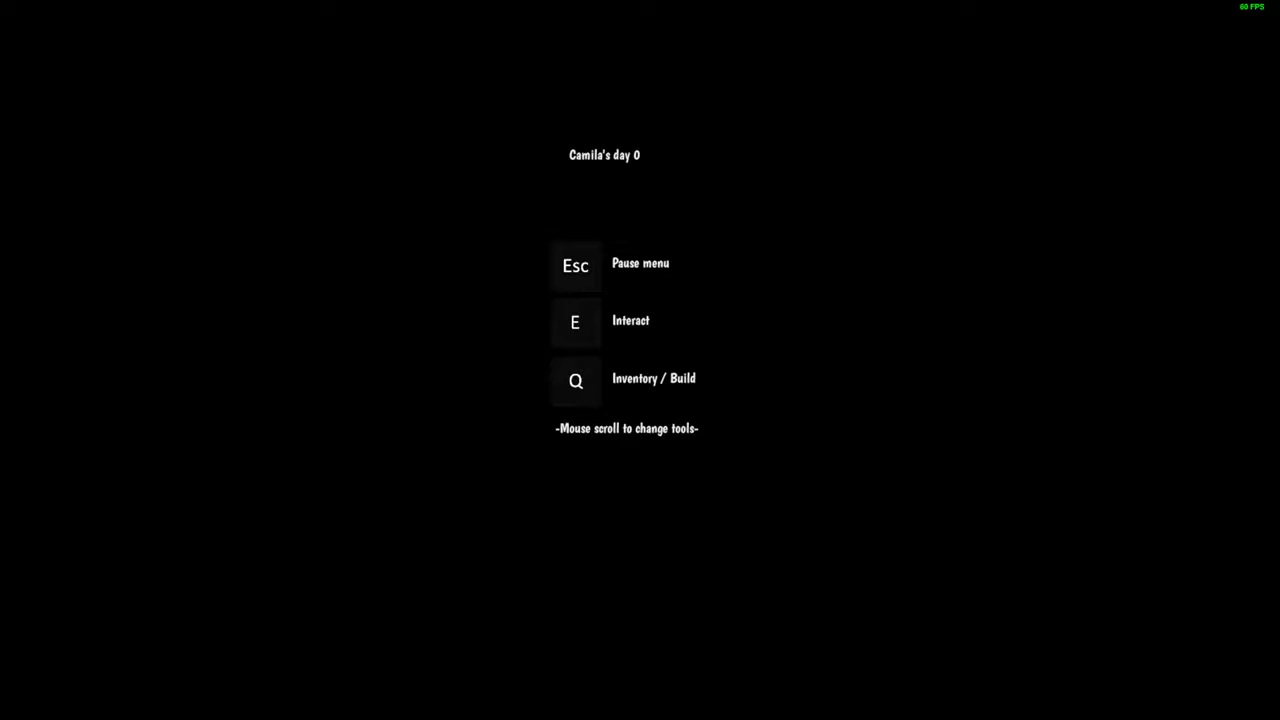 60 FPS
Camila's day 0
Esc Pause menu
E Interact
Q Inventory / Build
-Mouse scroll to change tools-